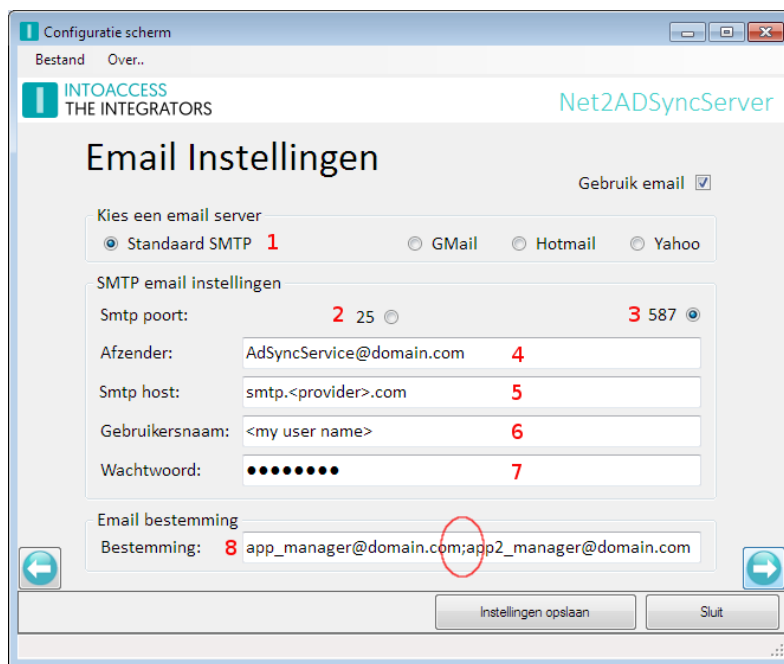 Configuratie scherm
Bestand Over..
INTOACCESS
THE INTEGRATORS
Net2ADSyncServer
Email Instellingen
Gebruik email
Kies een email server
Standaard SMTP 1 GMail Hotmail Yahoo
SMTP email instellingen
Smtp poort: 2 25 3 587
Afzender: AdSyncService@domain.com 4
Smtp host: smtp.<provider>.com 5
Gebruikersnaam: <my user name> 6
Wachtwoord: ●●●●●●●● 7
Email bestemming
Bestemming: 8 app_manager@domain.com;app2_manager@domain.com
Instellingen opslaan Sluit